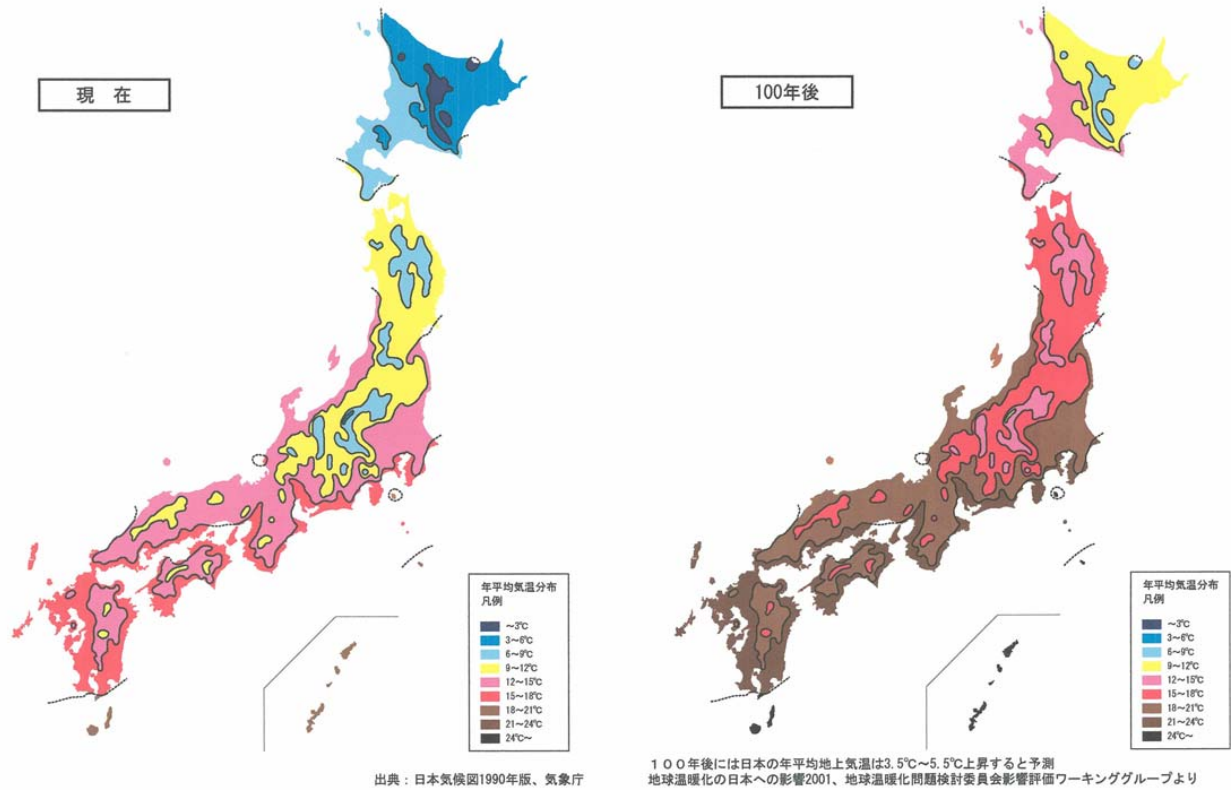 現 在
100年後
年平均気温分布
凡例
～3℃
3～6℃
6～9℃
9～12℃
12～15℃
15～18℃
18～21℃
21～24℃
24℃～
年平均気温分布
凡例
～3℃
3～6℃
6～9℃
9～12℃
12～15℃
15～18℃
18～21℃
21～24℃
24℃～
出典：日本気候図1990年版、気象庁
１００年後には日本の年平均地上気温は3.5℃～5.5℃上昇すると予測
地球温暖化の日本への影響2001、地球温暖化問題検討委員会影響評価ワーキンググループより